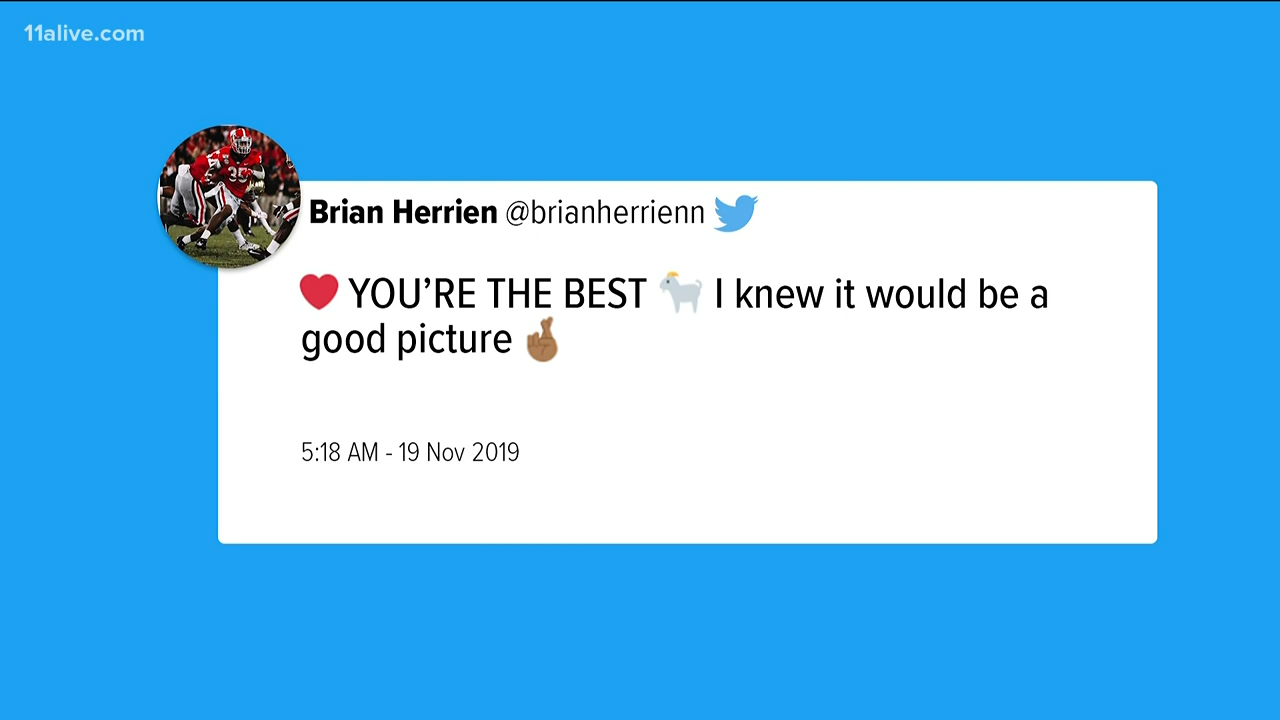 11alive.com
Brian Herrien @brianherrienn
❤️ YOU’RE THE BEST 🐐 I knew it would be a
good picture 🤞🏾
5:18 AM - 19 Nov 2019